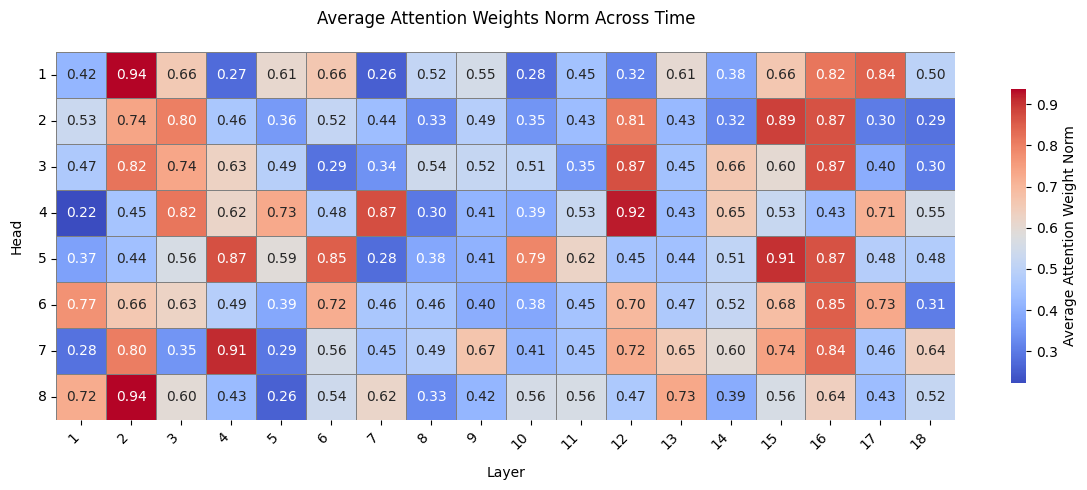 Average Attention Weights Norm Across Time
1 0.42 0.94 0.66 0.27 0.61 0.66 0.26 0.52 0.55 0.28 0.45 0.32 0.61 0.38 0.66 0.82 0.84 0.50
2 0.53 0.74 0.80 0.46 0.36 0.52 0.44 0.33 0.49 0.35 0.43 0.81 0.43 0.32 0.89 0.87 0.30 0.29
3 0.47 0.82 0.74 0.63 0.49 0.29 0.34 0.54 0.52 0.51 0.35 0.87 0.45 0.66 0.60 0.87 0.40 0.30
4 0.22 0.45 0.82 0.62 0.73 0.48 0.87 0.30 0.41 0.39 0.53 0.92 0.43 0.65 0.53 0.43 0.71 0.55
5 0.37 0.44 0.56 0.87 0.59 0.85 0.28 0.38 0.41 0.79 0.62 0.45 0.44 0.51 0.91 0.87 0.48 0.48
6 0.77 0.66 0.63 0.49 0.39 0.72 0.46 0.46 0.40 0.38 0.45 0.70 0.47 0.52 0.68 0.85 0.73 0.31
7 0.28 0.80 0.35 0.91 0.29 0.56 0.45 0.49 0.67 0.41 0.45 0.72 0.65 0.60 0.74 0.84 0.46 0.64
8 0.72 0.94 0.60 0.43 0.26 0.54 0.62 0.33 0.42 0.56 0.56 0.47 0.73 0.39 0.56 0.64 0.43 0.52
Head
1 2 3 4 5 6 7 8 9 10 11 12 13 14 15 16 17 18
Layer
0.9
0.8
0.7
0.6
0.5
0.4
0.3
Average Attention Weight Norm